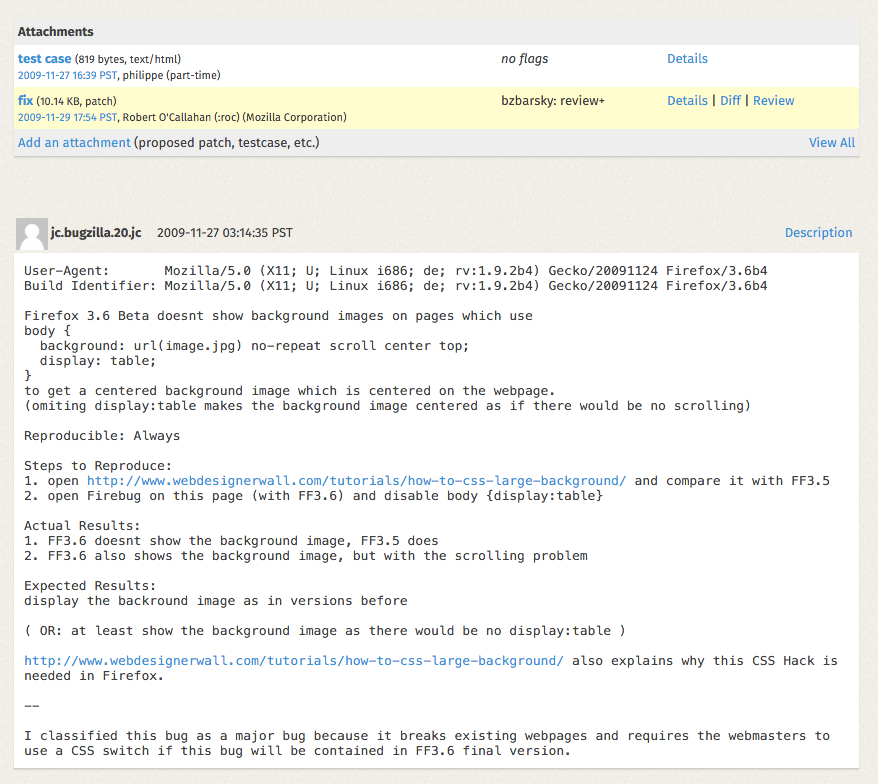 Attachments
test case (819 bytes, text/html) no flags Details
2009-11-27 16:39 PST, philippe (part-time)
fix (10.14 KB, patch) bzbarsky: review+ Details | Diff | Review
2009-11-29 17:54 PST, Robert O'Callahan (:roc) (Mozilla Corporation)
Add an attachment (proposed patch, testcase, etc.) View All
jc.bugzilla.20.jc 2009-11-27 03:14:35 PST Description
User-Agent:       Mozilla/5.0 (X11; U; Linux i686; de; rv:1.9.2b4) Gecko/20091124 Firefox/3.6b4
Build Identifier: Mozilla/5.0 (X11; U; Linux i686; de; rv:1.9.2b4) Gecko/20091124 Firefox/3.6b4
Firefox 3.6 Beta doesnt show background images on pages which use
body {
  background: url(image.jpg) no-repeat scroll center top;
  display: table;
}
to get a centered background image which is centered on the webpage.
(omiting display:table makes the background image centered as if there would be no scrolling)
Reproducible: Always
Steps to Reproduce:
1. open http://www.webdesignerwall.com/tutorials/how-to-css-large-background/ and compare it with FF3.5
2. open Firebug on this page (with FF3.6) and disable body {display:table}
Actual Results:
1. FF3.6 doesnt show the background image, FF3.5 does
2. FF3.6 also shows the background image, but with the scrolling problem
Expected Results:
display the backround image as in versions before
( OR: at least show the background image as there would be no display:table )
http://www.webdesignerwall.com/tutorials/how-to-css-large-background/ also explains why this CSS Hack is
needed in Firefox.
--
I classified this bug as a major bug because it breaks existing webpages and requires the webmasters to
use a CSS switch if this bug will be contained in FF3.6 final version.